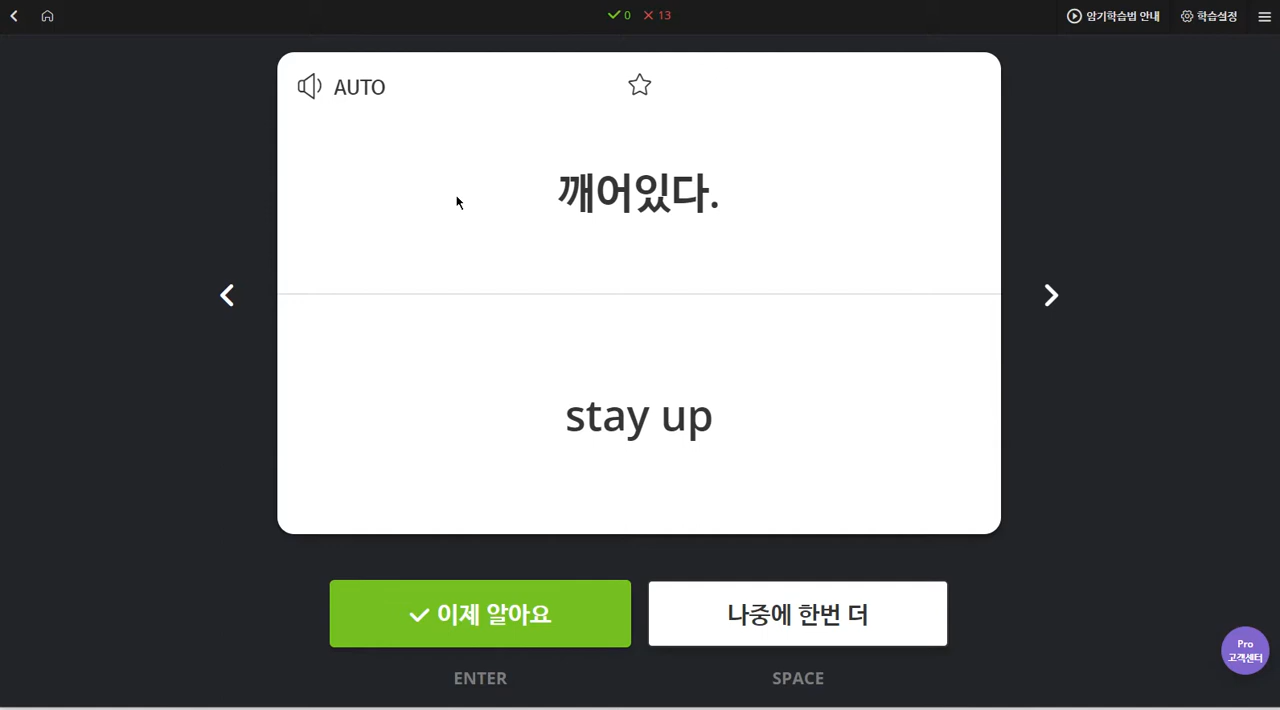 0 13 암기학습법 안내 학습설정
AUTO
깨어있다.
stay up
이제 알아요 나중에 한번 더
ENTER SPACE
Pro
고객센터